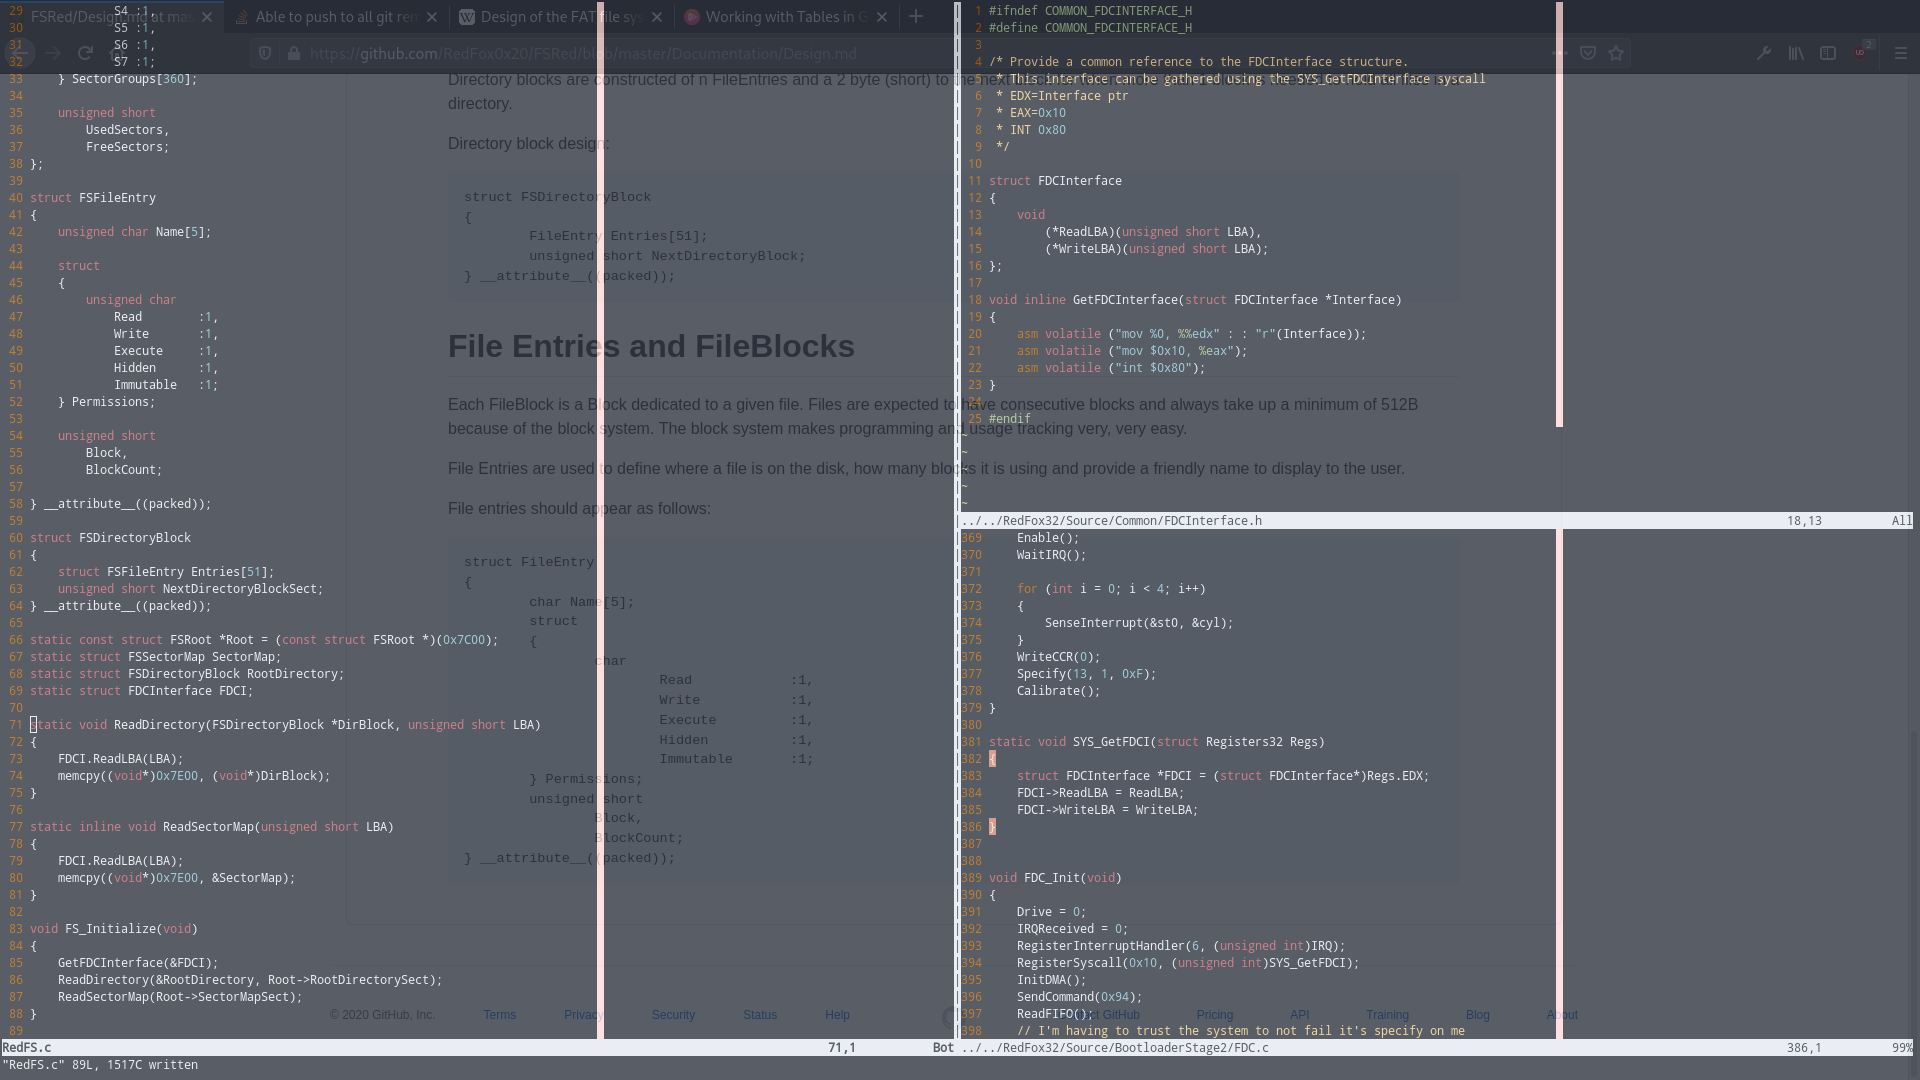 FSRed/Design.md at mas
Able to push to all git rem
Design of the FAT file sys
Working with Tables in G
https://github.com/RedFox0x20/FSRed/blob/master/Documentation/Design.md
29 S4 :1,
30 S5 :1,
31 S6 :1,
32 S7 :1;
33 } SectorGroups[360];
34
35 unsigned short
36 UsedSectors,
37 FreeSectors;
38 };
39
40 struct FSFileEntry
41 {
42 unsigned char Name[5];
43
44 struct
45 {
46 unsigned char
47 Read :1,
48 Write :1,
49 Execute :1,
50 Hidden :1,
51 Immutable :1;
52 } Permissions;
53
54 unsigned short
55 Block,
56 BlockCount;
57
58 } __attribute__((packed));
59
60 struct FSDirectoryBlock
61 {
62 struct FSFileEntry Entries[51];
63 unsigned short NextDirectoryBlockSect;
64 } __attribute__((packed));
65
66 static const struct FSRoot *Root = (const struct FSRoot *)(0x7C00);
67 static struct FSSectorMap SectorMap;
68 static struct FSDirectoryBlock RootDirectory;
69 static struct FDCInterface FDCI;
70
71 static void ReadDirectory(FSDirectoryBlock *DirBlock, unsigned short LBA)
72 {
73 FDCI.ReadLBA(LBA);
74 memcpy((void*)0x7E00, (void*)DirBlock);
75 }
76
77 static inline void ReadSectorMap(unsigned short LBA)
78 {
79 FDCI.ReadLBA(LBA);
80 memcpy((void*)0x7E00, &SectorMap);
81 }
82
83 void FS_Initialize(void)
84 {
85 GetFDCInterface(&FDCI);
86 ReadDirectory(&RootDirectory, Root->RootDirectorySect);
87 ReadSectorMap(Root->SectorMapSect);
88 }
89
RedFS.c 71,1 Bot
"RedFS.c" 89L, 1517C written
Directory blocks are constructed of n FileEntries and a 2 byte (short) to the next
directory.
Directory block design:
struct FSDirectoryBlock
{
FileEntry Entries[51];
unsigned short NextDirectoryBlock;
} __attribute__((packed));
File Entries and FileBlocks
Each FileBlock is a Block dedicated to a given file. Files are expected to have consecutive blocks and always take up a minimum of 512B
because of the block system. The block system makes programming and usage tracking very, very easy.
File Entries are used to define where a file is on the disk, how many blocks it is using and provide a friendly name to display to the user.
File entries should appear as follows:
struct FileEntry
{
char Name[5];
struct
{
char
Read :1,
Write :1,
Execute :1,
Hidden :1,
Immutable :1;
} Permissions;
unsigned short
Block,
BlockCount;
} __attribute__((packed));
© 2020 GitHub, Inc. Terms Privacy Security Status Help Contact GitHub Pricing API Training Blog About
1 #ifndef COMMON_FDCINTERFACE_H
2 #define COMMON_FDCINTERFACE_H
3
4 /* Provide a common reference to the FDCInterface structure.
5 * This interface can be gathered using the SYS_GetFDCInterface syscall
6 * EDX=Interface ptr
7 * EAX=0x10
8 * INT 0x80
9 */
10
11 struct FDCInterface
12 {
13 void
14 (*ReadLBA)(unsigned short LBA),
15 (*WriteLBA)(unsigned short LBA);
16 };
17
18 void inline GetFDCInterface(struct FDCInterface *Interface)
19 {
20 asm volatile ("mov %0, %%edx" : : "r"(Interface));
21 asm volatile ("mov $0x10, %eax");
22 asm volatile ("int $0x80");
23 }
24
25 #endif
~
~
~
~
~
../../RedFox32/Source/Common/FDCInterface.h 18,13 All
369 Enable();
370 WaitIRQ();
371
372 for (int i = 0; i < 4; i++)
373 {
374 SenseInterrupt(&st0, &cyl);
375 }
376 WriteCCR(0);
377 Specify(13, 1, 0xF);
378 Calibrate();
379 }
380
381 static void SYS_GetFDCI(struct Registers32 Regs)
382 {
383 struct FDCInterface *FDCI = (struct FDCInterface*)Regs.EDX;
384 FDCI->ReadLBA = ReadLBA;
385 FDCI->WriteLBA = WriteLBA;
386 }
387
388
389 void FDC_Init(void)
390 {
391 Drive = 0;
392 IRQReceived = 0;
393 RegisterInterruptHandler(6, (unsigned int)IRQ);
394 RegisterSyscall(0x10, (unsigned int)SYS_GetFDCI);
395 InitDMA();
396 SendCommand(0x94);
397 ReadFIFO();
398 // I'm having to trust the system to not fail it's specify on me
../../RedFox32/Source/BootloaderStage2/FDC.c 386,1 99%